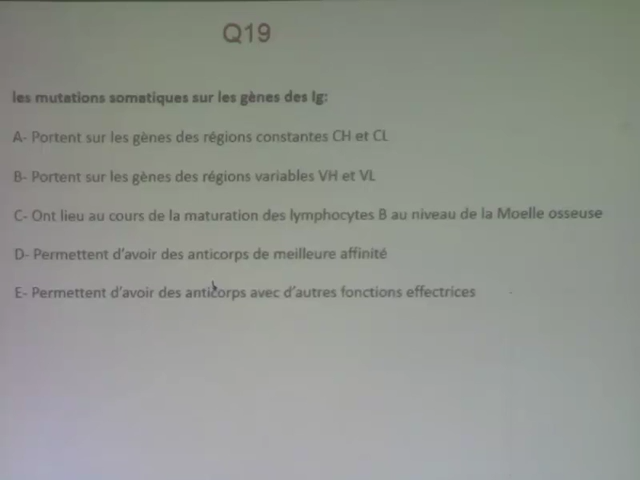 Q19
les mutations somatiques sur les gènes des Ig:
A- Portent sur les gènes des régions constantes CH et CL
B- Portent sur les gènes des régions variables VH et VL
C- Ont lieu au cours de la maturation des lymphocytes B au niveau de la Moelle osseuse
D- Permettent d'avoir des anticorps de meilleure affinité
E- Permettent d'avoir des anticorps avec d'autres fonctions effectrices